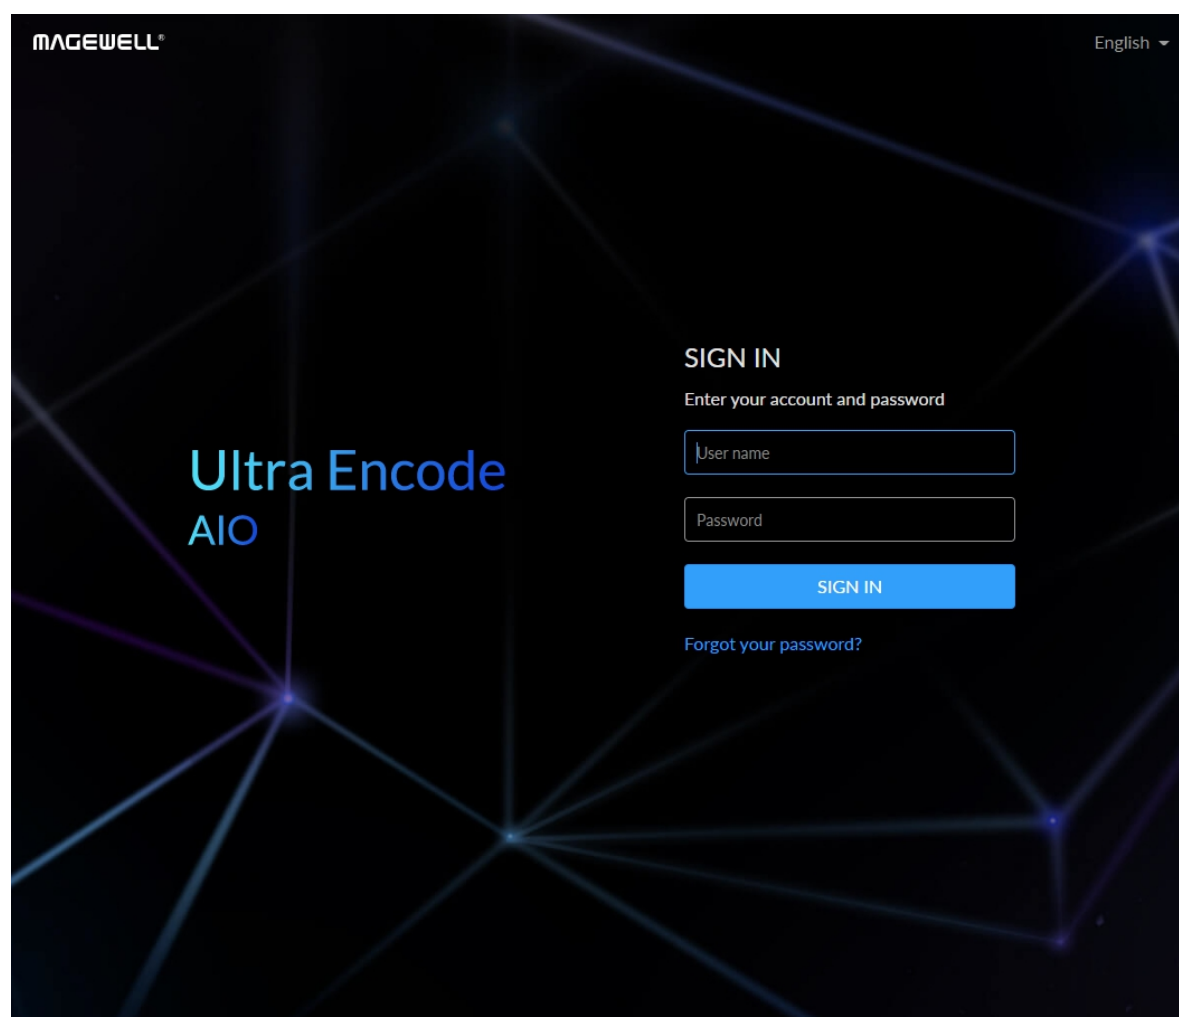 MAGEWELL®
English
Ultra Encode
AIO
SIGN IN
Enter your account and password
User name
Password
SIGN IN
Forgot your password?